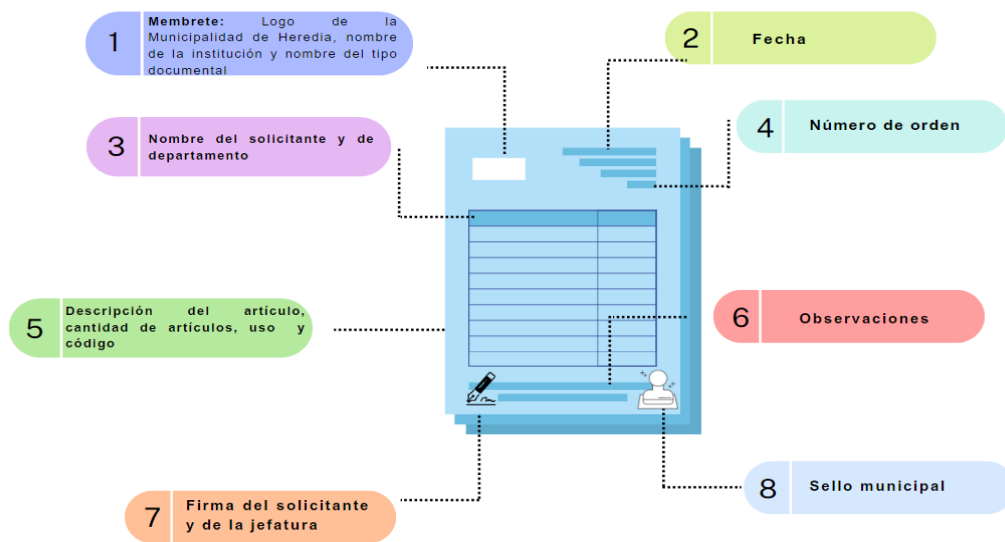 1
Membrete: Logo de la
Municipalidad de Heredia, nombre
de la institución y nombre del tipo
documental
2
Fecha
3
Nombre del solicitante y de
departamento
4
Número de orden
5
Descripción del artículo,
cantidad de artículos, uso y
código
6
Observaciones
7
Firma del solicitante
y de la jefatura
8
Sello municipal